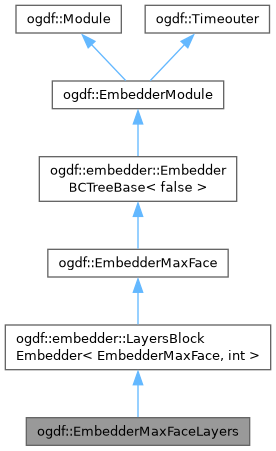 ogdf::Module
ogdf::Timeouter
ogdf::EmbedderModule
ogdf::embedder::Embedder
BCTreeBase< false >
ogdf::EmbedderMaxFace
ogdf::embedder::LayersBlock
Embedder< EmbedderMaxFace, int >
ogdf::EmbedderMaxFaceLayers